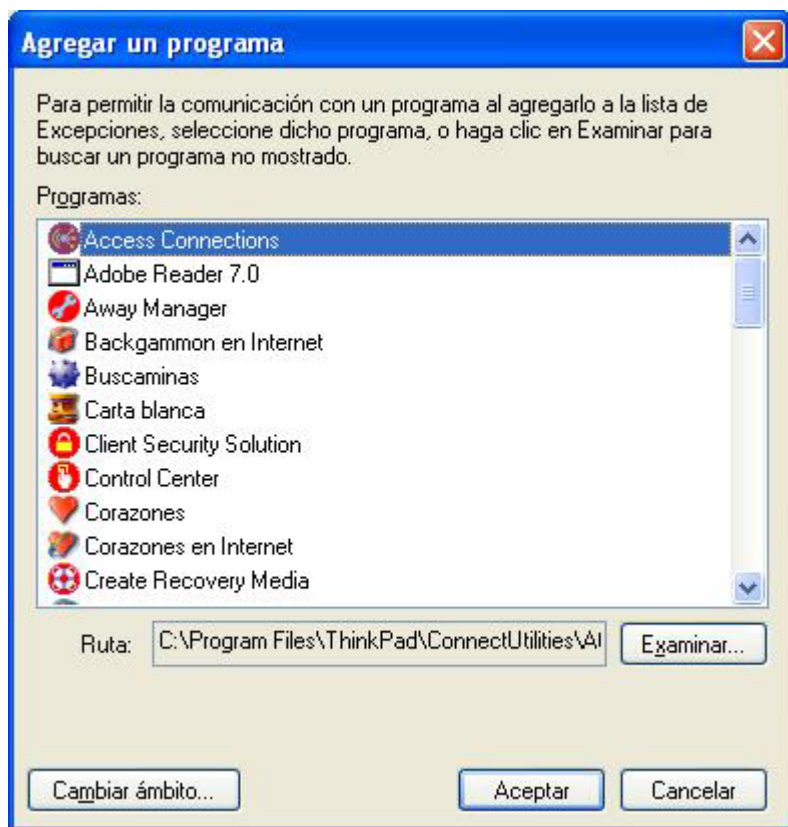 Agregar un programa
Para permitir la comunicación con un programa al agregarlo a la lista de
Excepciones, seleccione dicho programa, o haga clic en Examinar para
buscar un programa no mostrado.
Programas:
Access Connections
Adobe Reader 7.0
Away Manager
Backgammon en Internet
Buscaminas
Carta blanca
Client Security Solution
Control Center
Corazones
Corazones en Internet
Create Recovery Media
Ruta: C:\Program Files\ThinkPad\ConnectUtilities\ Examinar...
Cambiar ámbito... Aceptar Cancelar